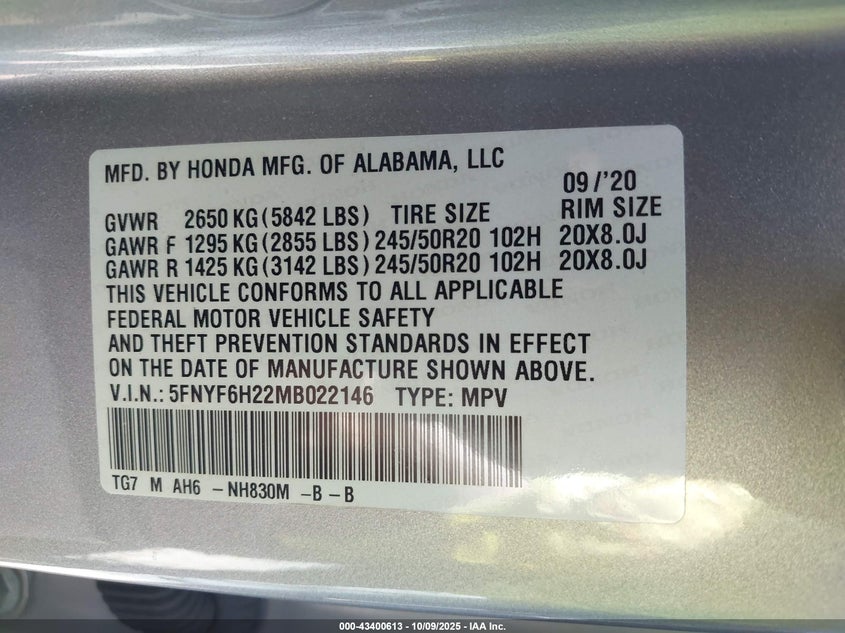 MFD. BY HONDA MFG. OF ALABAMA, LLC
09/'20
GVWR 2650 KG (5842 LBS) TIRE SIZE RIM SIZE
GAWR F 1295 KG (2855 LBS) 245/50R20 102H 20X8.0J
GAWR R 1425 KG (3142 LBS) 245/50R20 102H 20X8.0J
THIS VEHICLE CONFORMS TO ALL APPLICABLE
FEDERAL MOTOR VEHICLE SAFETY
AND THEFT PREVENTION STANDARDS IN EFFECT
ON THE DATE OF MANUFACTURE SHOWN ABOVE.
V.I.N.: 5FNYF6H22MB022146 TYPE: MPV
TG7 M AH6 -NH830M -B-B
000-43400613 - 10/09/2025 - IAA Inc.